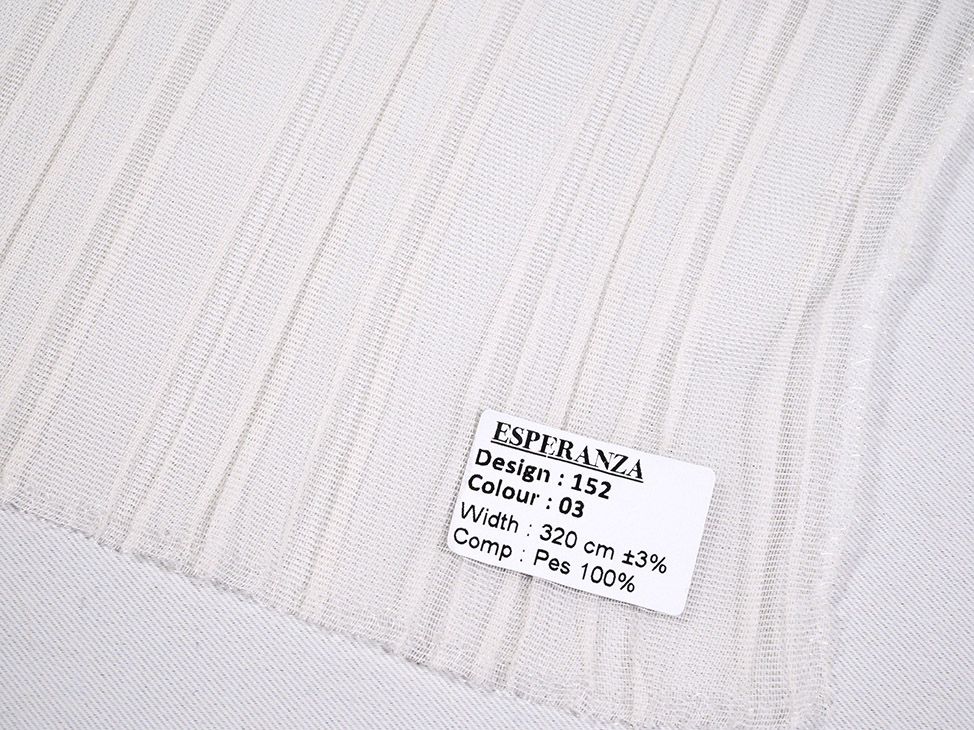 ESPERANZA
Design : 152
Colour : 03
Width : 320 cm ±3%
Comp : Pes 100%